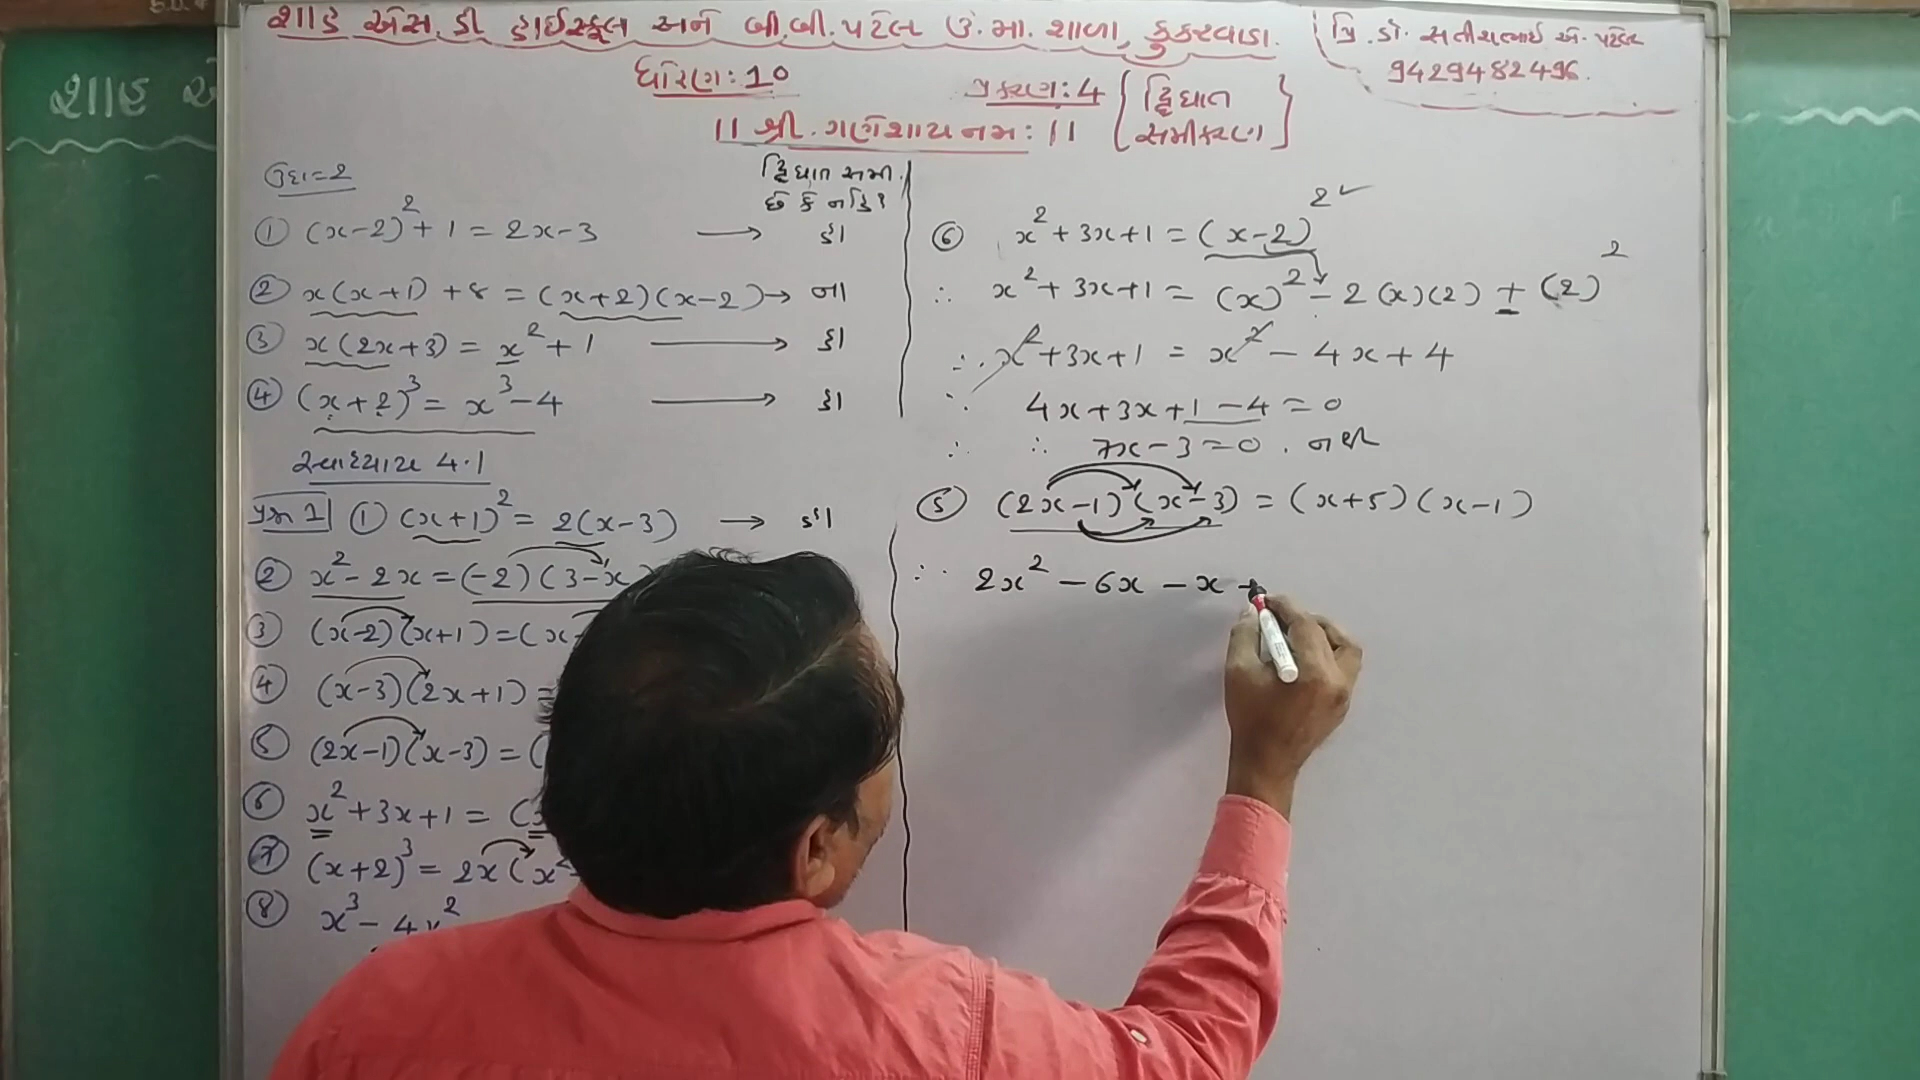 શાહ એસ.ડી હાઈસ્કૂલ અને બી.બી.પટેલ ઉ.મા.શાળા, કુકરવાડા.
પ્રિ.ડો. સતીશભાઈ એ. પટેલ
9429482496.
ધોરણ:10
પ્રકરણ:4 { દ્વિઘાત સમીકરણ }
|| શ્રી. ગણેશાય નમ: ||
શાહ
ઉદા=2
દ્વિઘાત સમી.
છે કે નહિ?
① (x-2)²+1=2x-3 → હા
② x(x+1)+8=(x+2)(x-2)→ ના
③ x(2x+3)=x²+1 → હા
④ (x+2)³=x³-4 → હા
સ્વાધ્યાય 4.1
પ્રશ્ન 1 ① (x+1)²=2(x-3) → હા
② x²-2x=(-2)(3-x
③ (x-2)(x+1)=(x-
④ (x-3)(2x+1)=
⑤ (2x-1)(x-3)=(
⑥ x²+3x+1=(
⑦ (x+2)³=2x(x²
⑧ x³-4x²
⑥ x²+3x+1=(x-2)² ✓
∴ x²+3x+1=(x)²-2(x)(2)+(2)²
∴ x²+3x+1=x²-4x+4
∴ 4x+3x+1-4=0
∴ ∴ 7x-3=0. નથી
⑤ (2x-1)(x-3)=(x+5)(x-1)
∴ 2x²-6x-x+